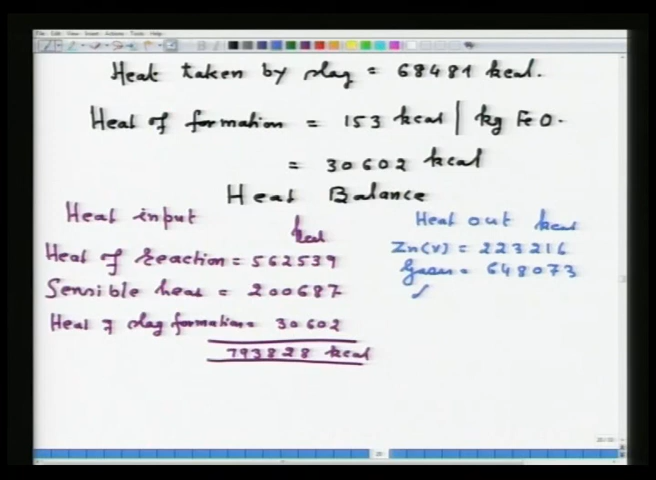 Heat taken by slag = 68481 kcal.
Heat of formation = 153 kcal | kg FeO.
= 30602 kcal
Heat Balance
Heat input kcal
Heat of reaction = 562539
Sensible heat = 200687
Heat of slag formation = 30602
793828 kcal
Heat out kcal
Zn(v) = 223216
Gases = 648073